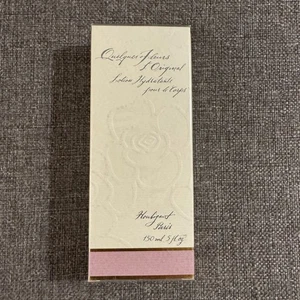 Quelques Fleurs
L'Original
Lotion Hydratante
pour le Corps
Houbigant
Paris
150 ml 5 fl oz